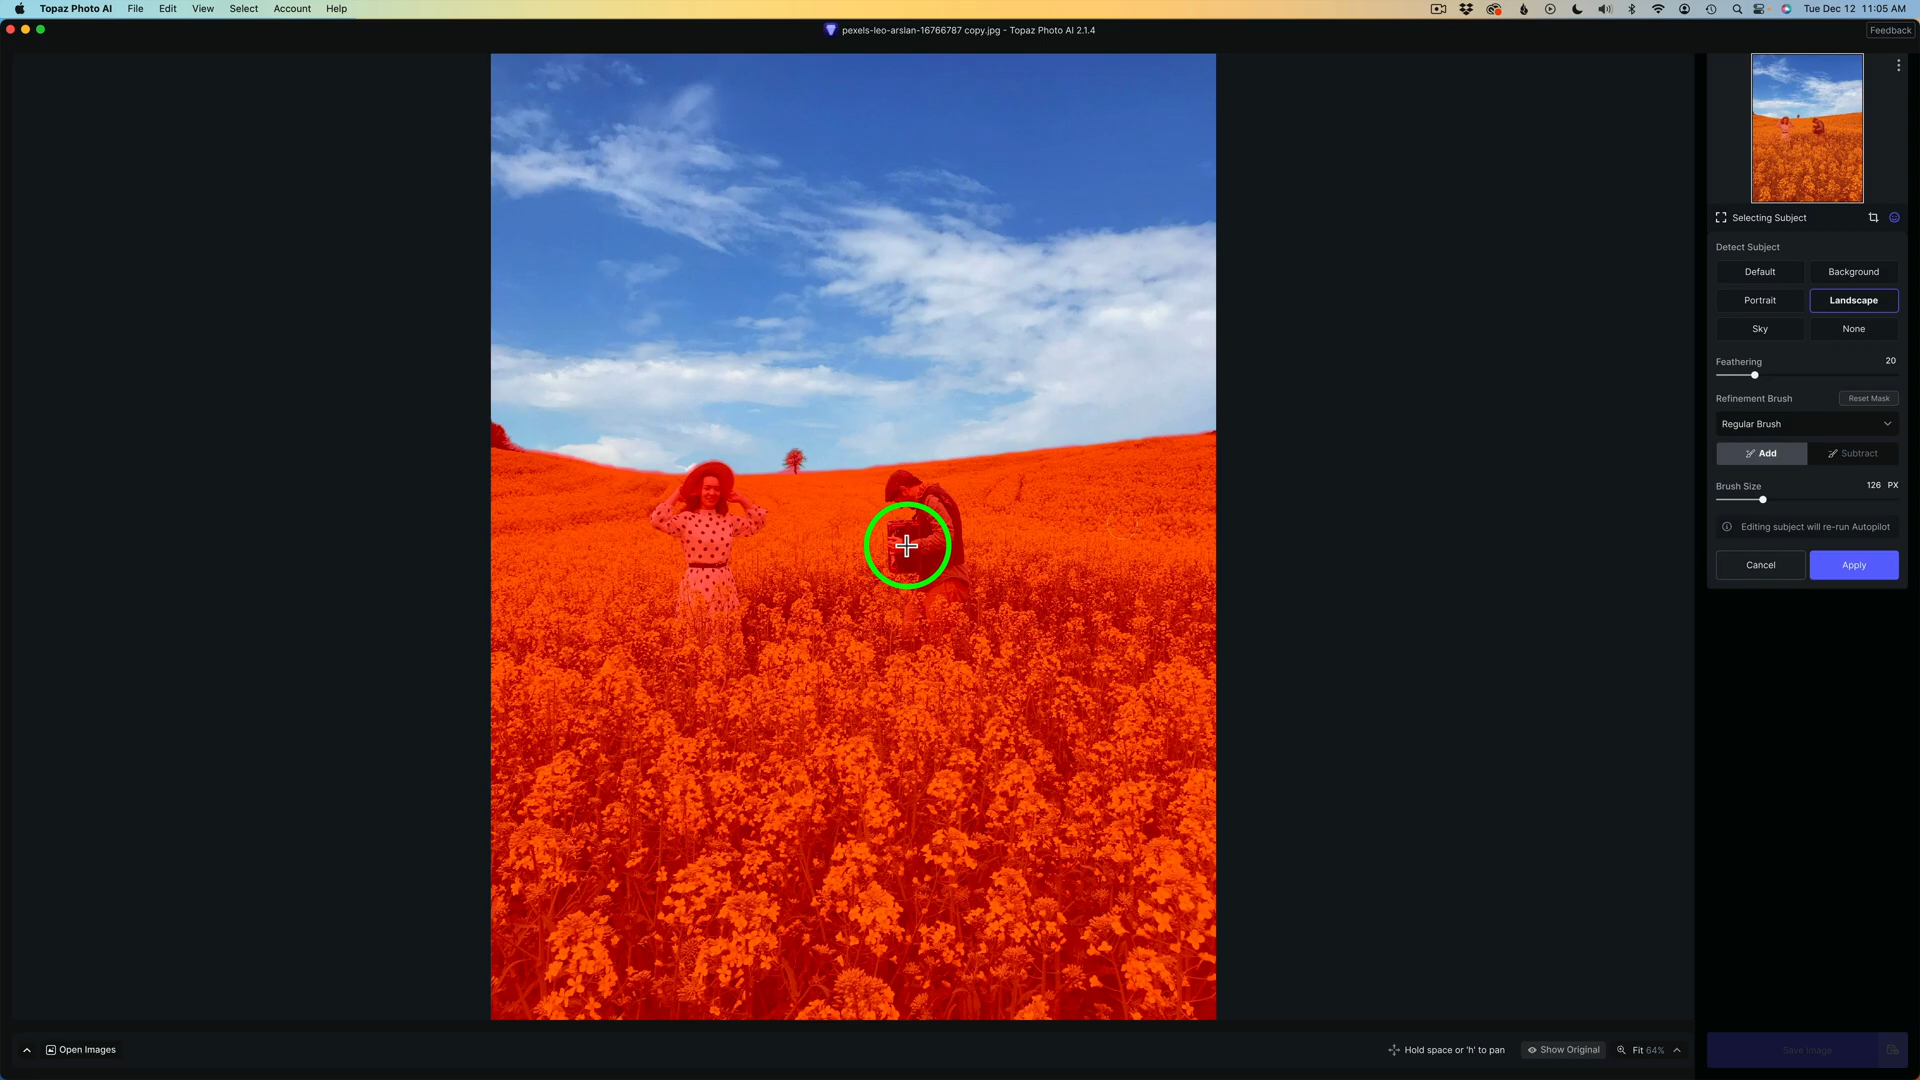 Topaz Photo AI File Edit View Select Account Help Tue Dec 12 11:05 AM
pexels-leo-arslan-16766787 copy.jpg - Topaz Photo AI 2.1.4
Feedback
Selecting Subject
Detect Subject
Default Background
Portrait Landscape
Sky None
Feathering 20
Refinement Brush Reset Mask
Regular Brush
Add Subtract
Brush Size 126 PX
Editing subject will re-run Autopilot
Cancel Apply
Open Images Hold space or 'h' to pan Show Original Fit 64% Save Image